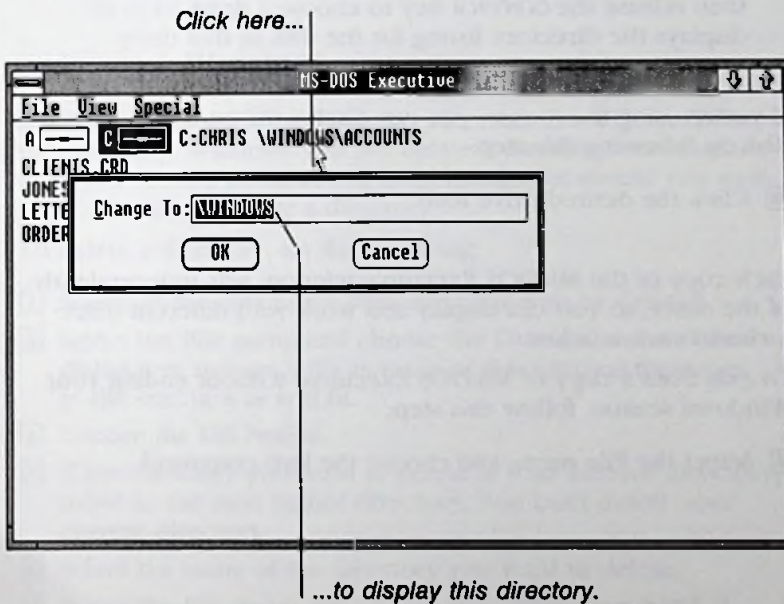 Click here...
MS-DOS Executive
File View Special
A C C:CHRIS \WINDOWS\ACCOUNTS
CLIENTS.CRD
JONES
LETTE
ORDER
Change To: \WINDOWS
OK Cancel
...to display this directory.